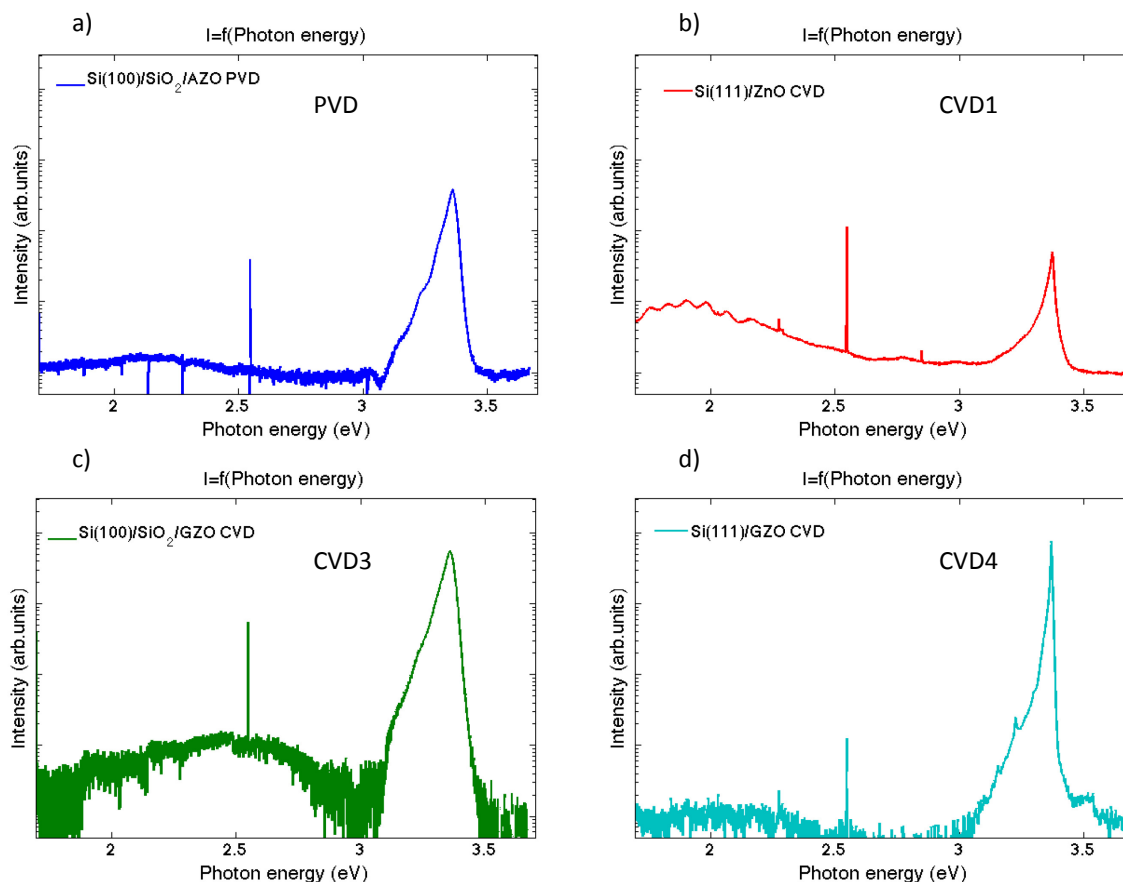 a)
I=f(Photon energy)
Si(100)/SiO₂/AZO PVD
PVD
Intensity (arb.units)
2 2.5 3 3.5
Photon energy (eV)
b)
I=f(Photon energy)
Si(111)/ZnO CVD
CVD1
Intensity (arb.units)
2 2.5 3 3.5
Photon energy (eV)
c)
I=f(Photon energy)
Si(100)/SiO₂/GZO CVD
CVD3
Intensity (arb.units)
2 2.5 3 3.5
Photon energy (eV)
d)
I=f(Photon energy)
Si(111)/GZO CVD
CVD4
Intensity (arb.units)
2 2.5 3 3.5
Photon energy (eV)